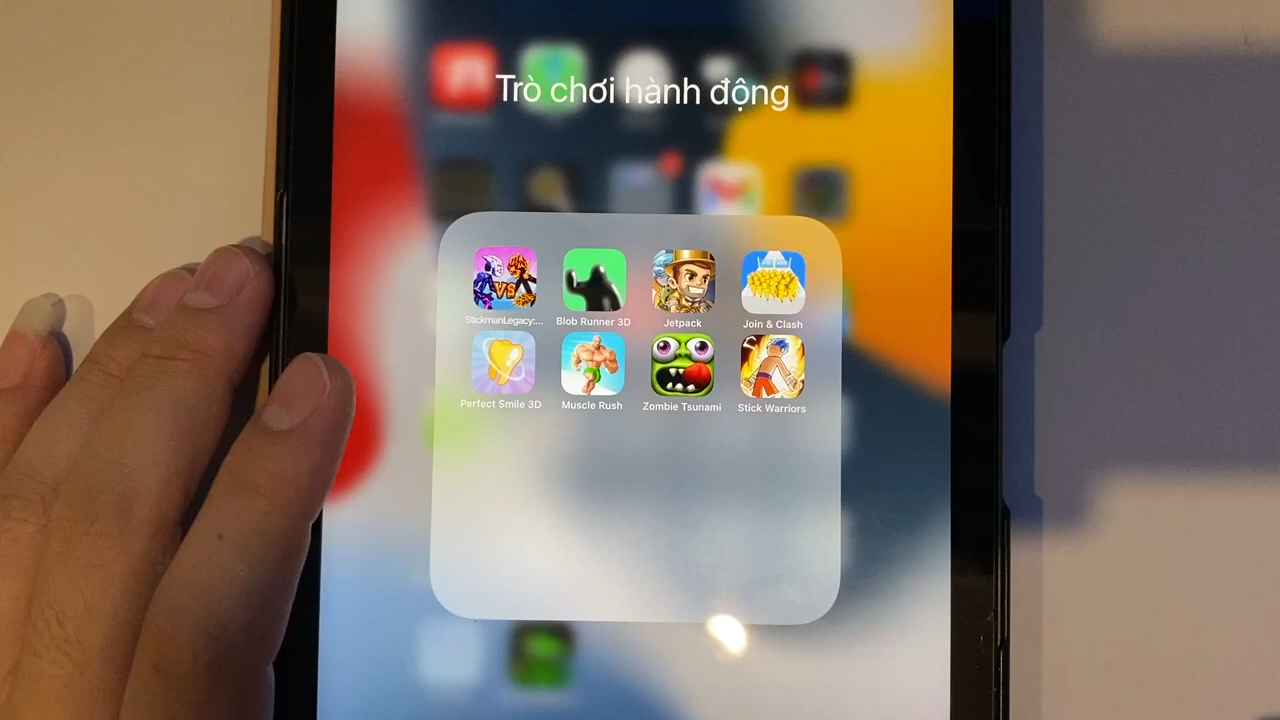 Trò chơi hành động
VS
StickmanLegacy:...
Blob Runner 3D
Jetpack
Join & Clash
Perfect Smile 3D
Muscle Rush
Zombie Tsunami
Stick Warriors